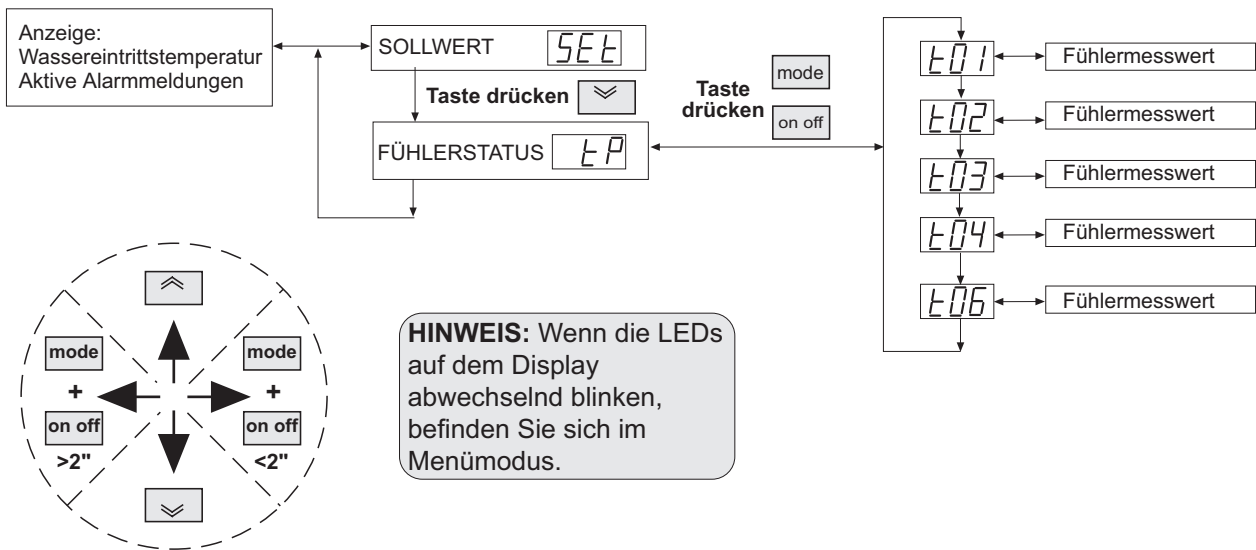 Anzeige:
Wassereintrittstemperatur
Aktive Alarmmeldungen
SOLLWERT SEt
Taste drücken
FÜHLERSTATUS tP
Taste
drücken
mode
on off
t01 Fühlermesswert
t02 Fühlermesswert
t03 Fühlermesswert
t04 Fühlermesswert
t06 Fühlermesswert
mode
+
on off
>2"
mode
+
on off
<2"
HINWEIS: Wenn die LEDs
auf dem Display
abwechselnd blinken,
befinden Sie sich im
Menümodus.